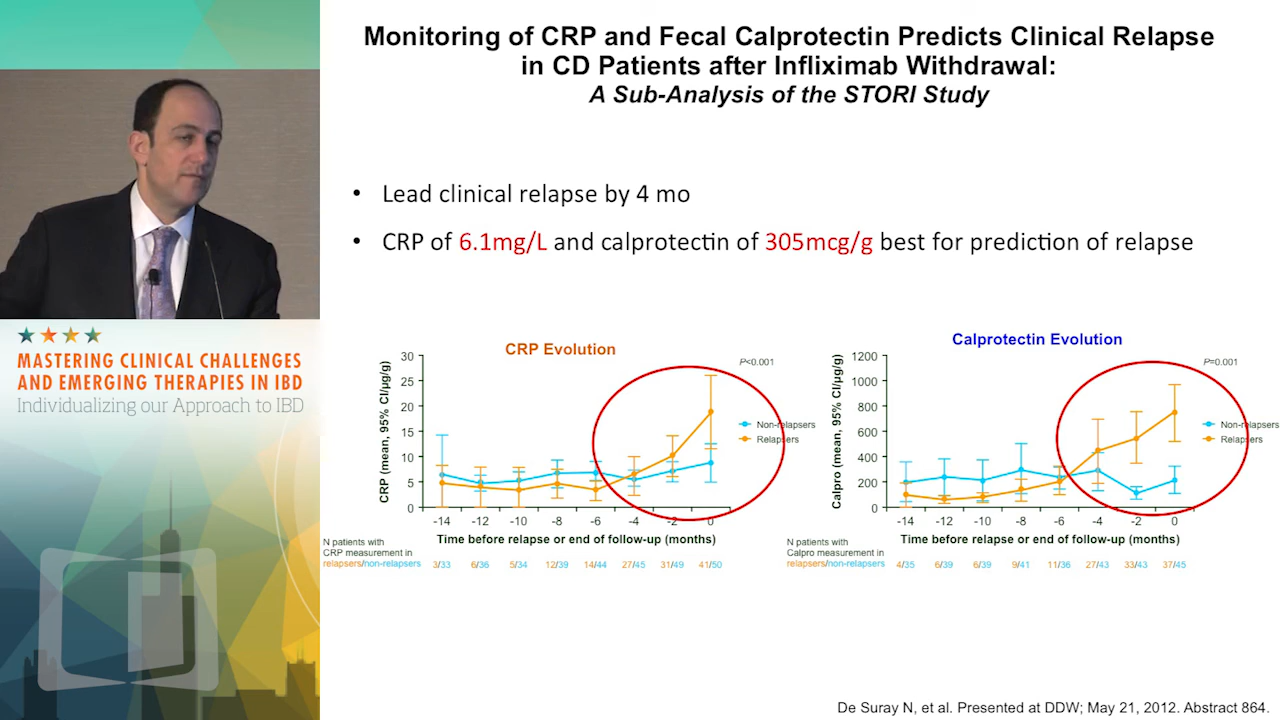 Monitoring of CRP and Fecal Calprotectin Predicts Clinical Relapse
in CD Patients after Infliximab Withdrawal:
A Sub-Analysis of the STORI Study
• Lead clinical relapse by 4 mo
• CRP of 6.1mg/L and calprotectin of 305mcg/g best for prediction of relapse
MASTERING CLINICAL CHALLENGES
AND EMERGING THERAPIES IN IBD
Individualizing our Approach to IBD
CRP Evolution
P<0.001
CRP (mean, 95% CI/µg/g)
30
25
20
15
10
5
0
Non-relapsers
Relapsers
-14 -12 -10 -8 -6 -4 -2 0
Time before relapse or end of follow-up (months)
N patients with
CRP measurement in
relapsers/non-relapsers 3/33 6/36 5/34 12/39 14/44 27/45 31/49 41/50
Calprotectin Evolution
P=0.001
Calpro (mean, 95% CI/µg/g)
1200
1000
800
600
400
200
0
Non-relapsers
Relapsers
-14 -12 -10 -8 -6 -4 -2 0
Time before relapse or end of follow-up (months)
N patients with
Calpro measurement in
relapsers/non-relapsers 4/35 6/39 6/39 9/41 11/36 27/43 33/43 37/45
De Suray N, et al. Presented at DDW; May 21, 2012. Abstract 864.